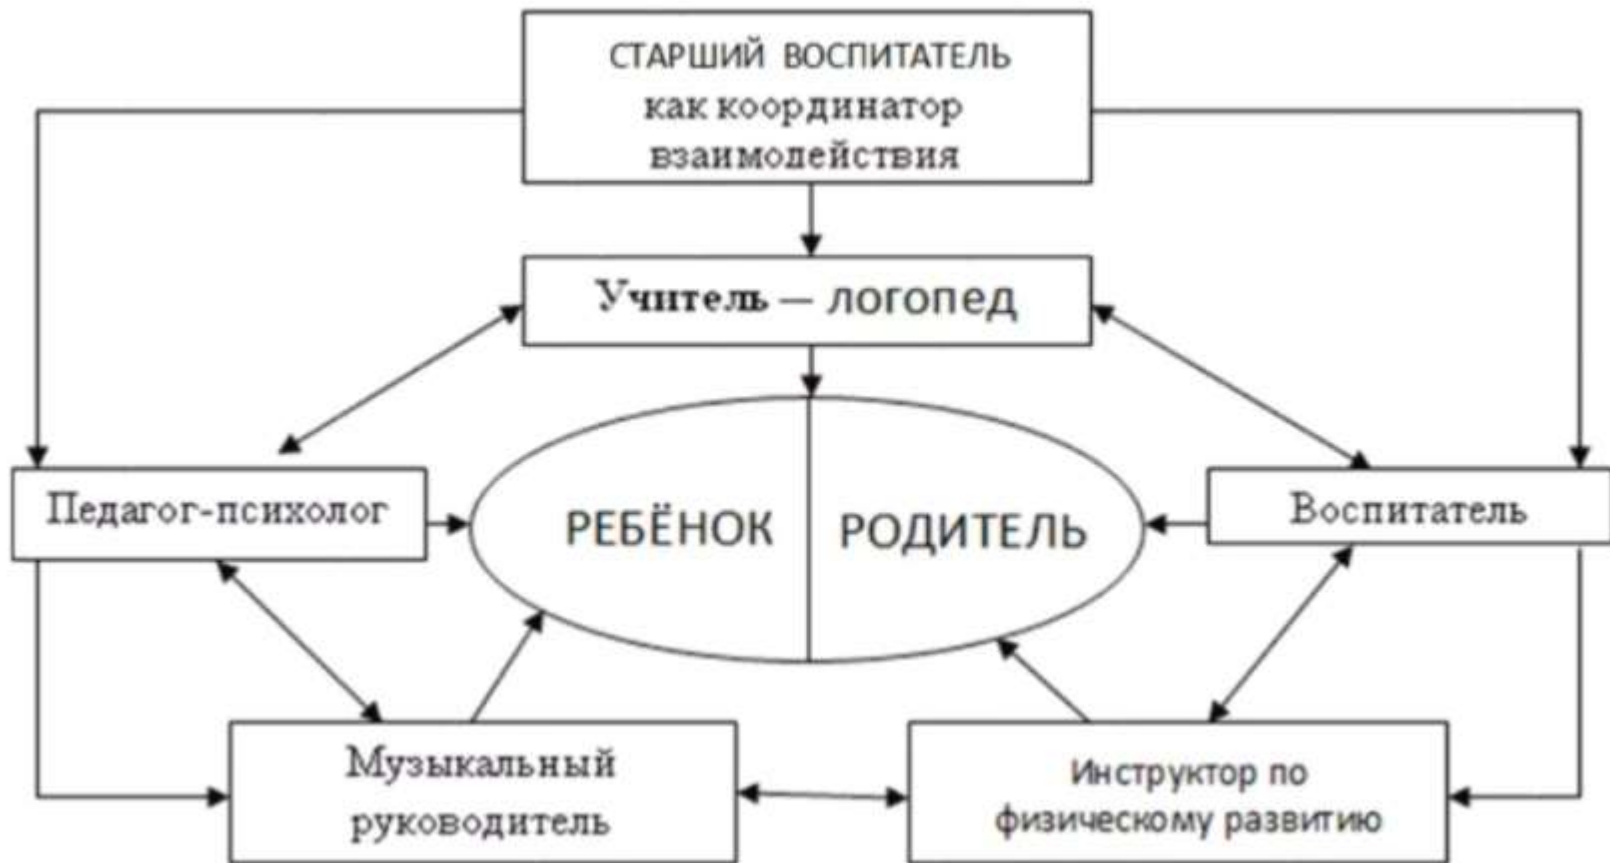 СТАРШИЙ ВОСПИТАТЕЛЬ
как координатор
взаимодействия
Учитель — ЛОГОПЕД
Педагог-психолог
РЕБЁНОК
РОДИТЕЛЬ
Воспитатель
Музыкальный
руководитель
Инструктор по
физическому развитию